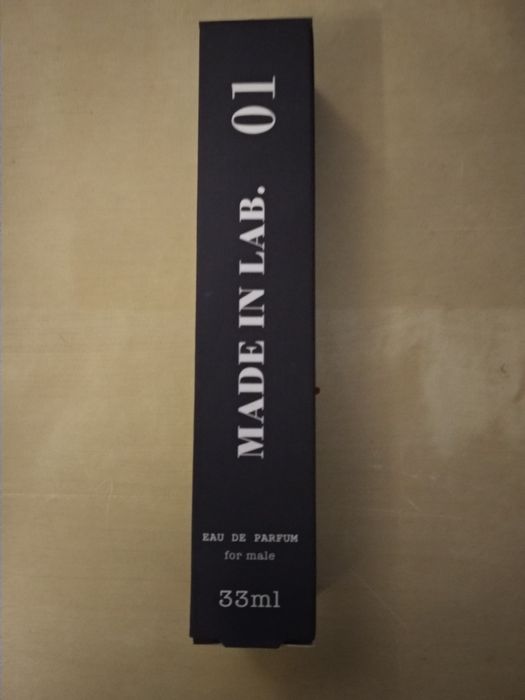 MADE IN LAB. 01
EAU DE PARFUM
for male
33ml